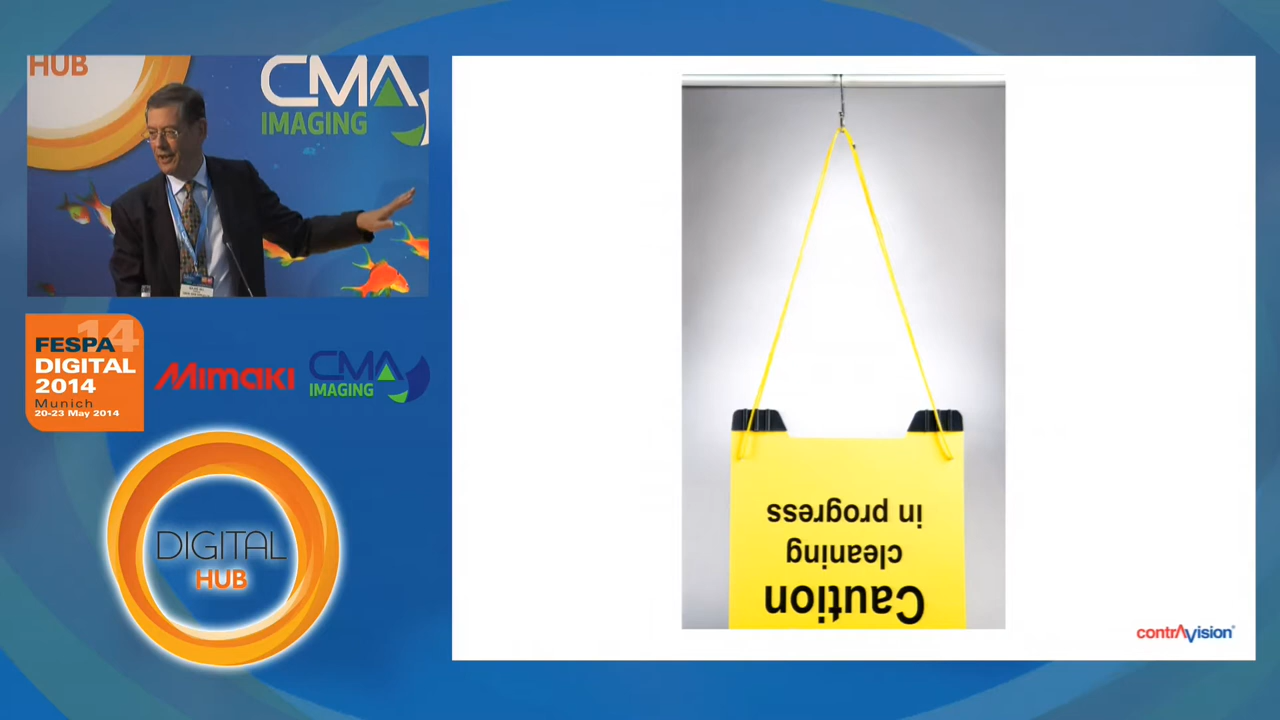 HUB
CMA
IMAGING
FESPA 14
DIGITAL
2014
Munich
20-23 May 2014
Mimaki
CMA
IMAGING
DIGITAL
HUB
Caution
cleaning
in progress
contrAvision®